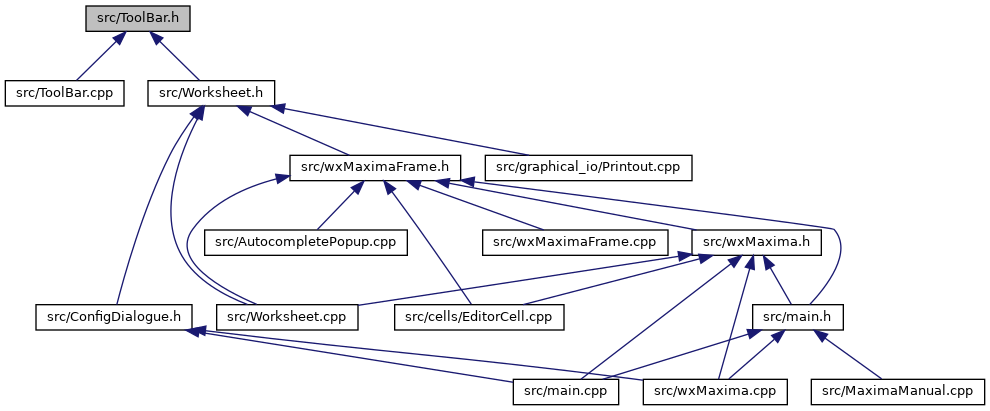 src/ToolBar.h
src/ToolBar.cpp
src/Worksheet.h
src/wxMaximaFrame.h
src/graphical_io/Printout.cpp
src/AutocompletePopup.cpp
src/wxMaximaFrame.cpp
src/wxMaxima.h
src/ConfigDialogue.h
src/Worksheet.cpp
src/cells/EditorCell.cpp
src/main.h
src/main.cpp
src/wxMaxima.cpp
src/MaximaManual.cpp